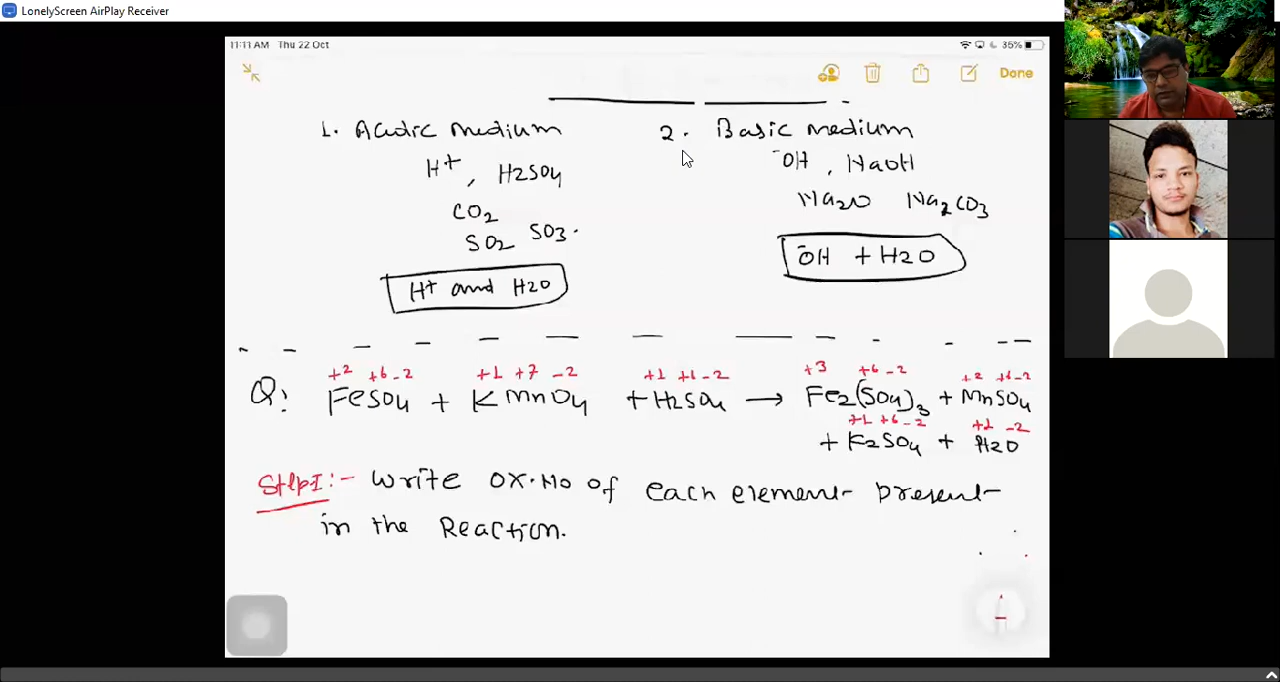 LonelyScreen AirPlay Receiver
11:11 AM Thu 22 Oct
35%
Done
1. Acidic medium
H+, H2SO4
CO2
SO2 SO3.
H+ and H2O
2. Basic medium
-OH, NaOH
Na2O Na2CO3
-OH + H2O
+2 +6 -2 +1 +7 -2 +1 +6 -2 +3 +6 -2 +2 +6 -2
Q: FeSO4 + KMnO4 + H2SO4 → Fe2(SO4)3 + MnSO4
+1 +6 -2 +1 -2
+ K2SO4 + H2O
Step I :- Write OX.NO of each element present
in the Reaction.